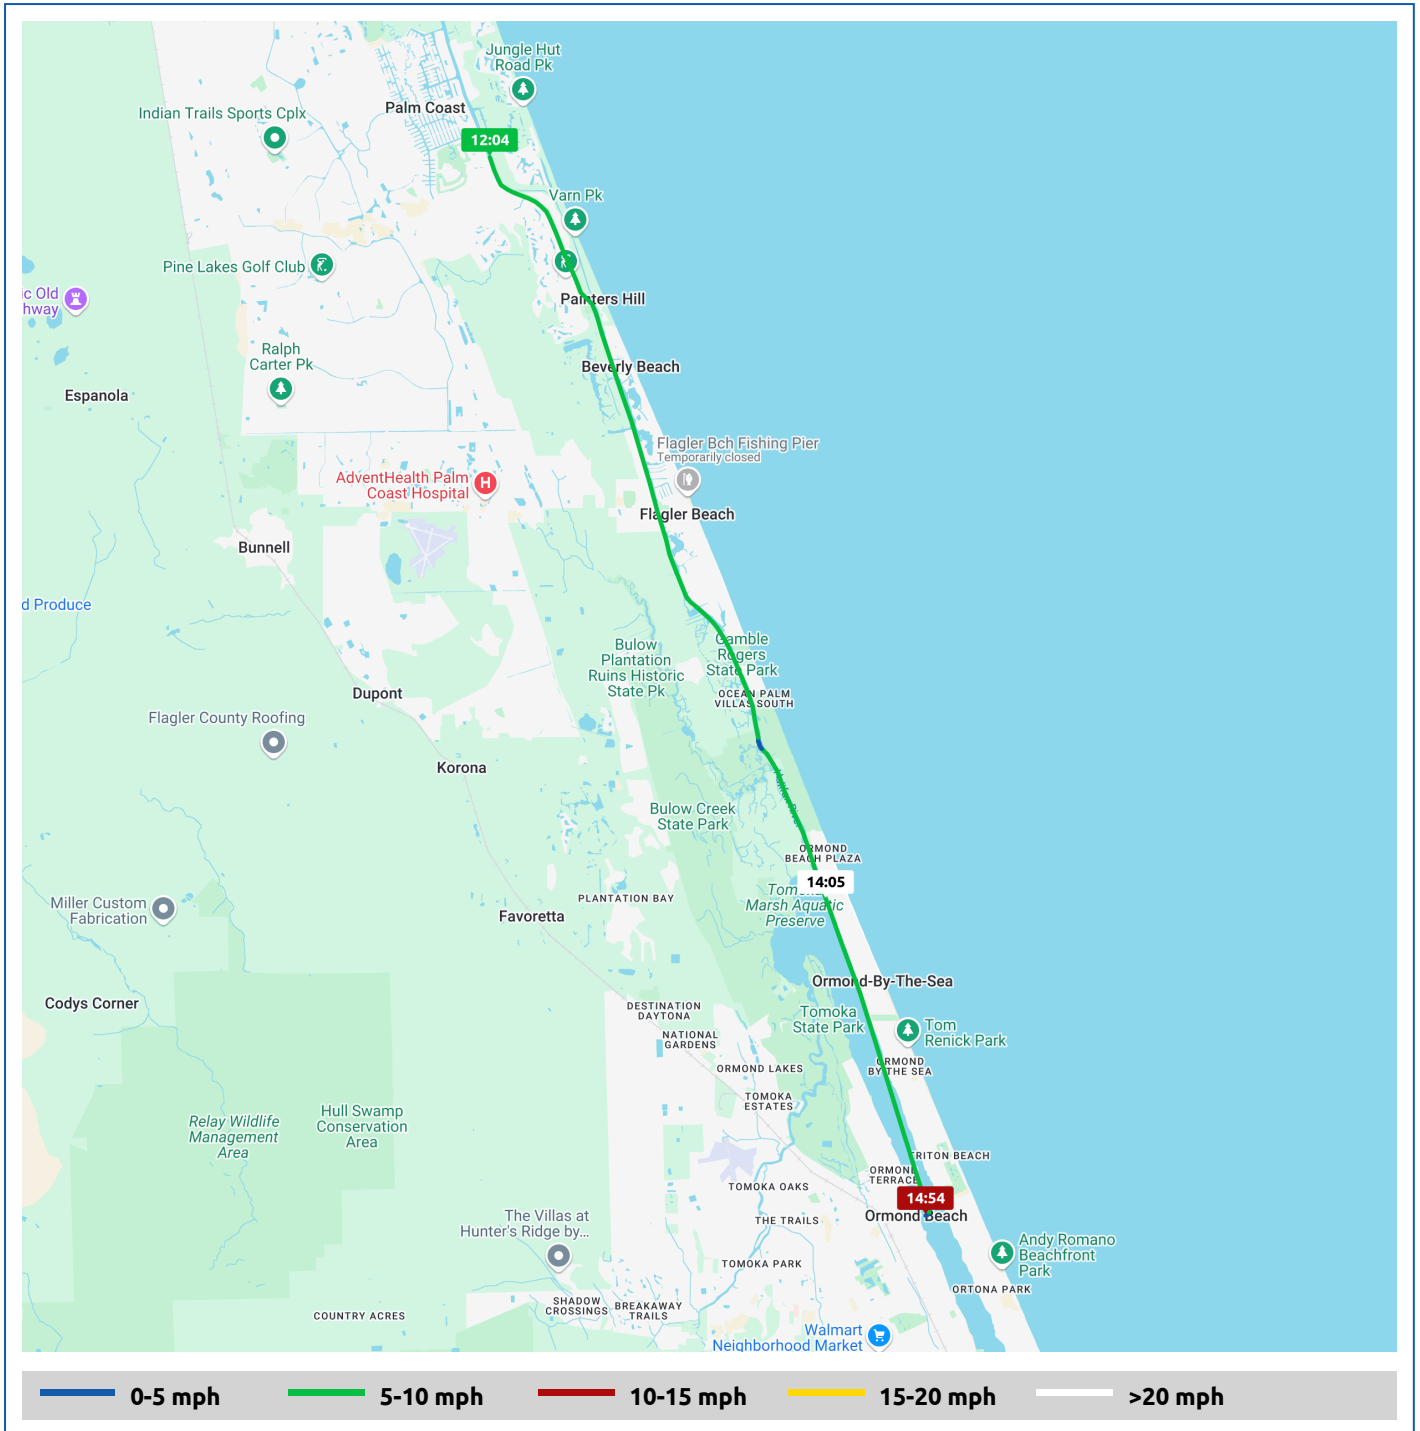 Jungle Hut
Road Pk
Palm Coast
Indian Trails Sports Cplx
12:04
Varn Pk
Pine Lakes Golf Club
ic Old
hway
Painters Hill
Ralph
Carter Pk
Beverly Beach
Espanola
Flagler Bch Fishing Pier
Temporarily closed
AdventHealth Palm
Coast Hospital
H
Flagler Beach
Bunnell
d Produce
Bulow
Plantation
Ruins Historic
State Pk
Gamble
Rogers
State Park
OCEAN PALM
VILLAS SOUTH
Dupont
Flagler County Roofing
Korona
Halifax River
Bulow Creek
State Park
ORMOND
BEACH PLAZA
14:05
Tomoka
Marsh Aquatic
Preserve
PLANTATION BAY
Miller Custom
Fabrication
Favoretta
Ormond-By-The-Sea
Codys Corner
DESTINATION
DAYTONA
Tomoka
State Park
Tom
Renick Park
NATIONAL
GARDENS
ORMOND
BY THE SEA
ORMOND LAKES
TOMOKA
ESTATES
Relay Wildlife
Management
Area
Hull Swamp
Conservation
Area
TRITON BEACH
ORMOND
TERRACE
TOMOKA OAKS
14:54
Ormond Beach
The Villas at
Hunter's Ridge by...
THE TRAILS
Andy Romano
Beachfront
Park
TOMOKA PARK
ORTONA PARK
SHADOW
CROSSINGS
BREAKAWAY
TRAILS
COUNTRY ACRES
Walmart
Neighborhood Market
0-5 mph
5-10 mph
10-15 mph
15-20 mph
>20 mph